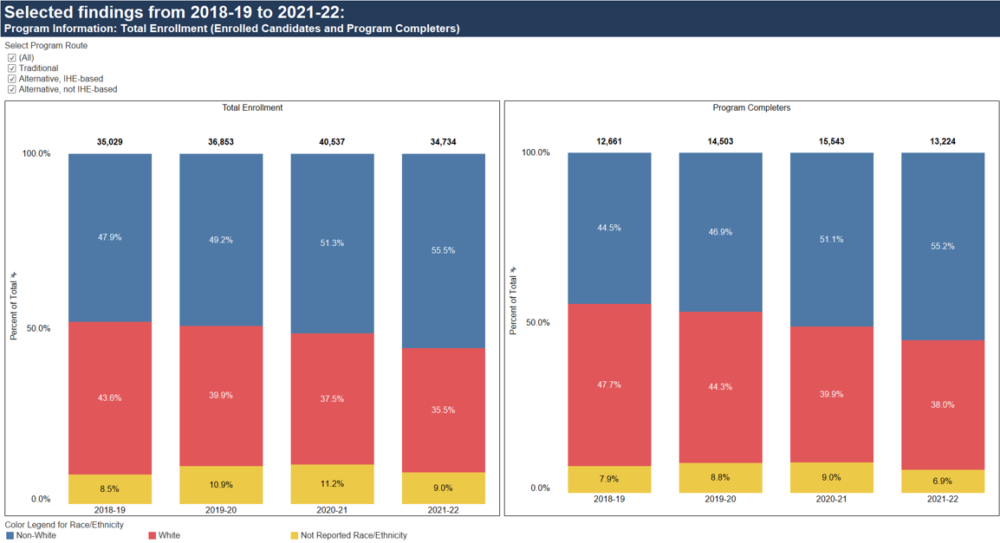 Selected findings from 2018-19 to 2021-22:
Program Information: Total Enrollment (Enrolled Candidates and Program Completers)
Select Program Route
(All)
Traditional
Alternative, IHE-based
Alternative, not IHE-based
Total Enrollment
35,029 36,853 40,537 34,734
100.0%
47.9% 49.2% 51.3% 55.5%
Percent of Total
50.0%
43.6% 39.9% 37.5% 35.5%
8.5% 10.9% 11.2% 9.0%
0.0%
2018-19 2019-20 2020-21 2021-22
Program Completers
12,661 14,503 15,543 13,224
100.0%
44.5% 46.9% 51.1% 55.2%
Percent of Total
50.0%
47.7% 44.3% 39.9% 38.0%
7.9% 8.8% 9.0% 6.9%
0.0%
2018-19 2019-20 2020-21 2021-22
Color Legend for Race/Ethnicity
Non-White White Not Reported Race/Ethnicity